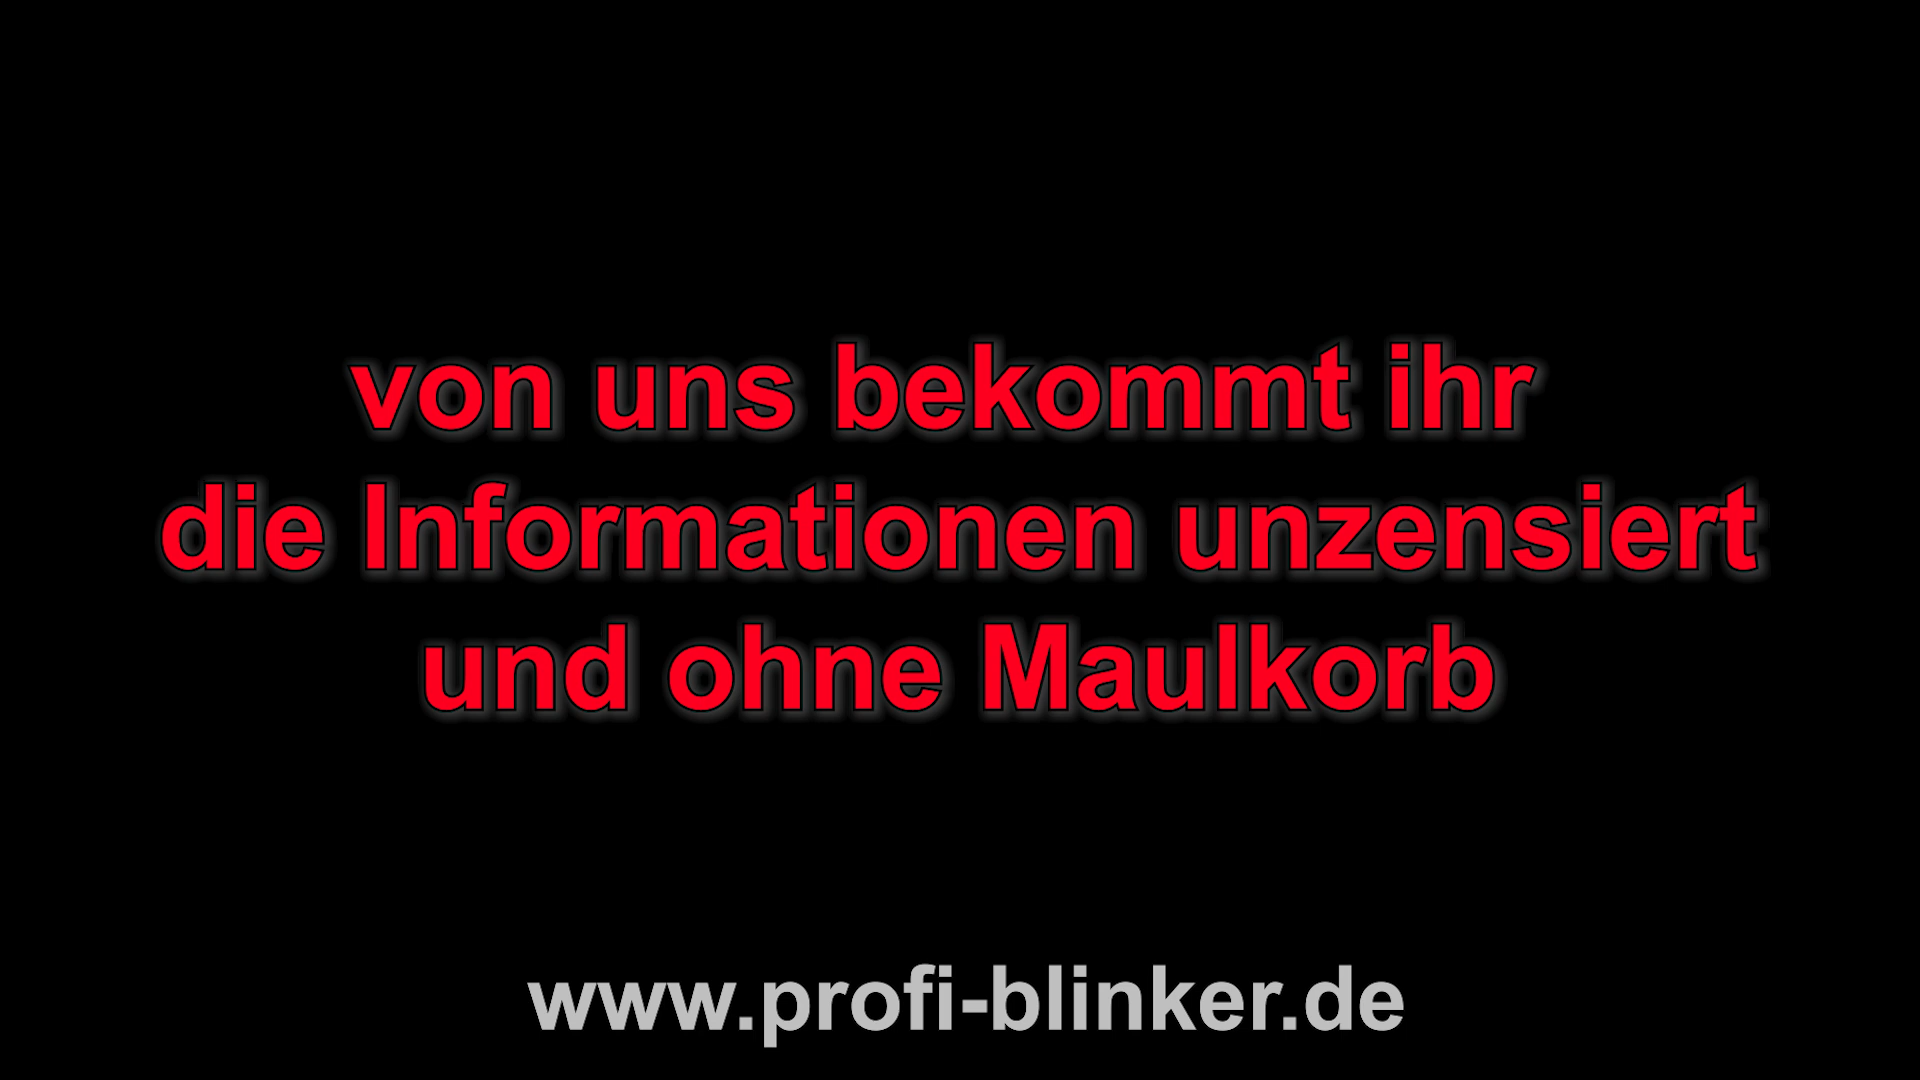 von uns bekommt ihr
die Informationen unzensiert
und ohne Maulkorb
www.profi-blinker.de